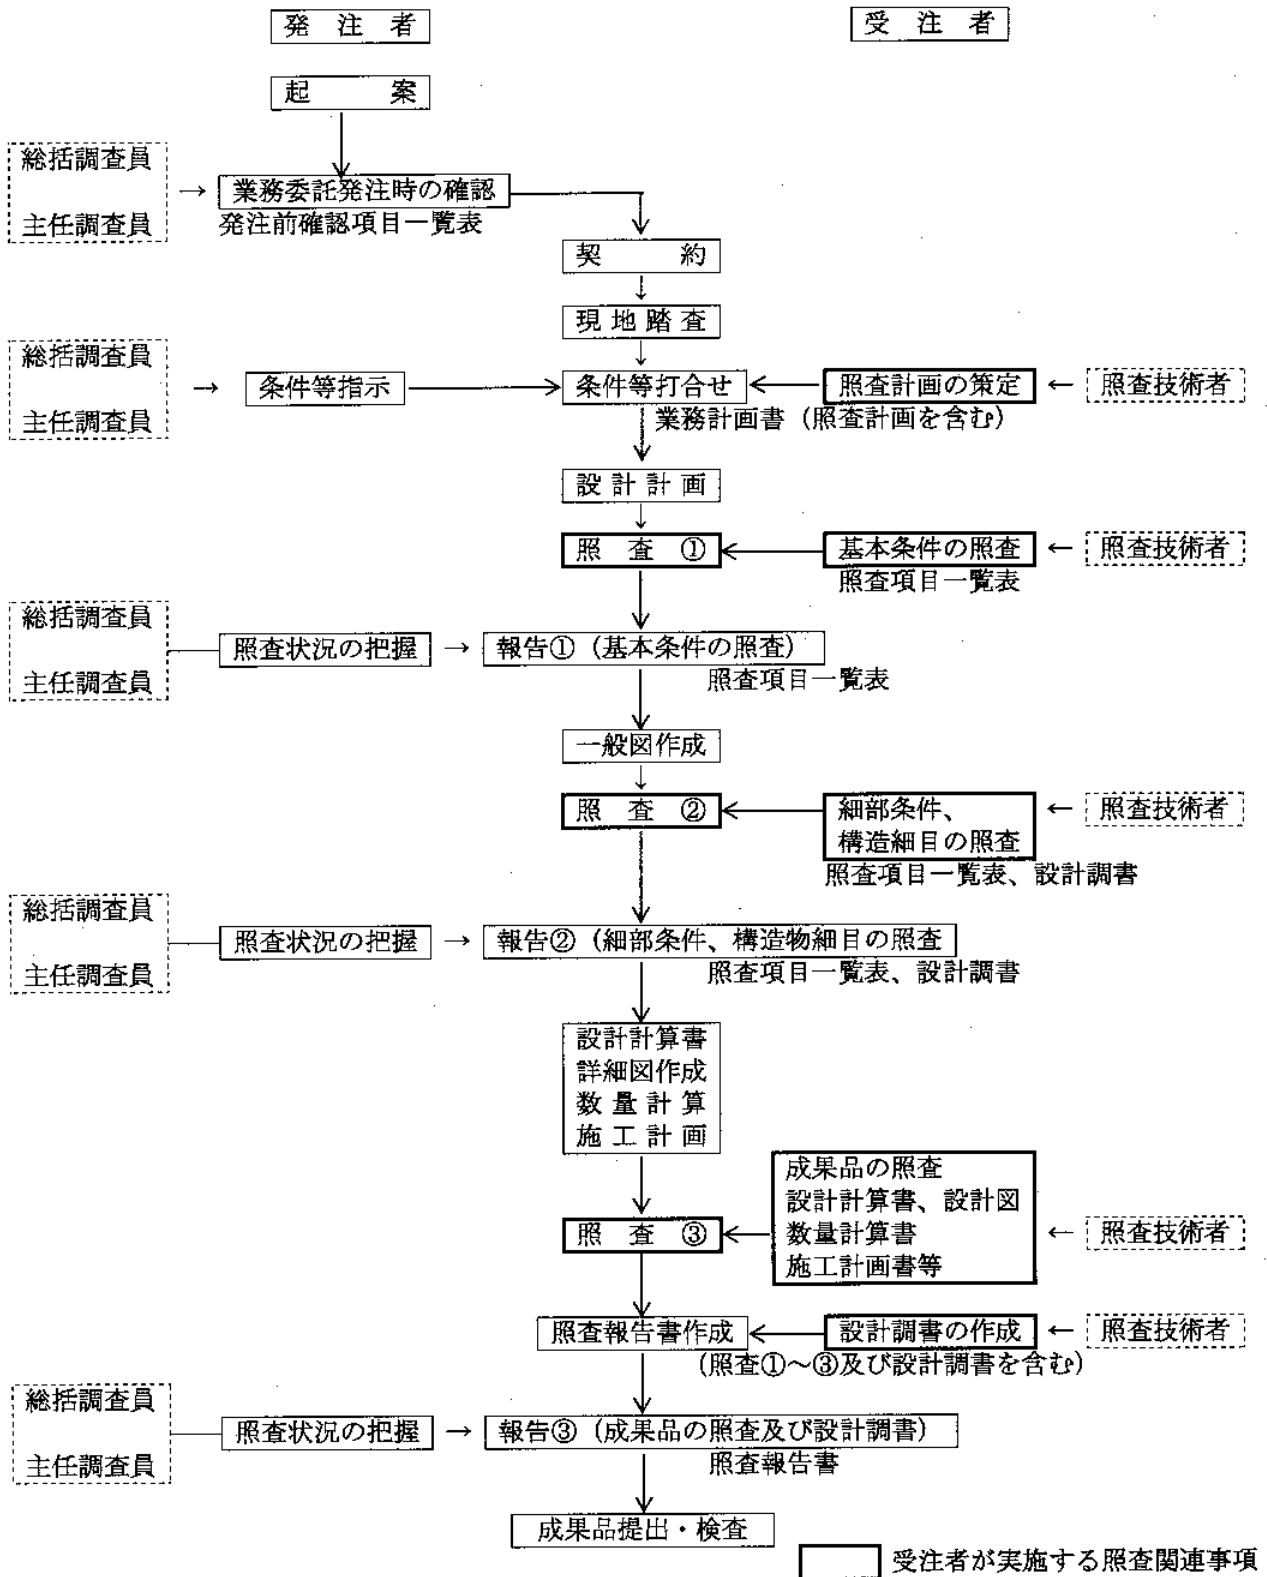 発注者
受注者
起案
総括調査員
主任調査員
→
業務委託発注時の確認
発注前確認項目一覧表
契約
現地踏査
総括調査員
主任調査員
→
条件等指示
条件等打合せ
照査計画の策定
←
照査技術者
業務計画書（照査計画を含む）
設計計画
照査①
基本条件の照査
←
照査技術者
照査項目一覧表
総括調査員
主任調査員
照査状況の把握
→
報告①（基本条件の照査）
照査項目一覧表
一般図作成
照査②
細部条件、
構造細目の照査
←
照査技術者
照査項目一覧表、設計調書
総括調査員
主任調査員
照査状況の把握
→
報告②（細部条件、構造物細目の照査
照査項目一覧表、設計調書
設計計算書
詳細図作成
数量計算
施工計画
成果品の照査
設計計算書、設計図
数量計算書
施工計画書等
←
照査技術者
照査③
照査報告書作成
設計調書の作成
←
照査技術者
（照査①～③及び設計調書を含む）
総括調査員
主任調査員
照査状況の把握
→
報告③（成果品の照査及び設計調書）
照査報告書
成果品提出・検査
受注者が実施する照査関連事項